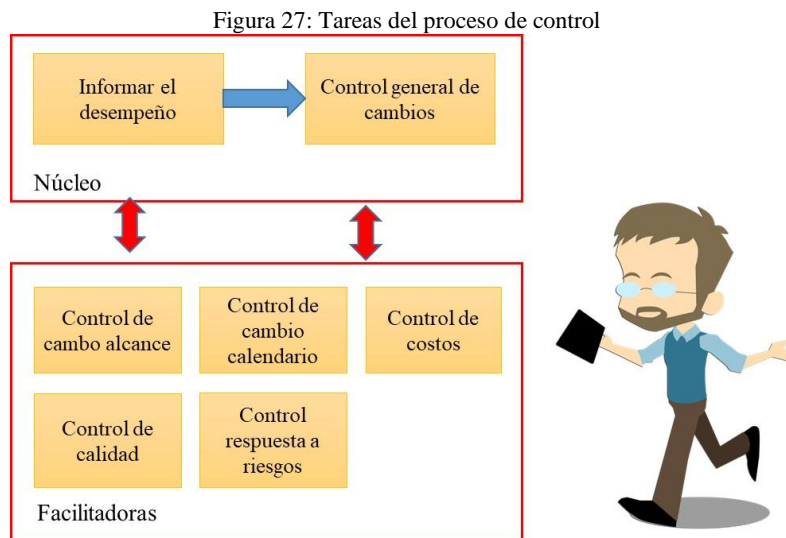 Figura 27: Tareas del proceso de control
Informar el
desempeño
Control general de
cambios
Núcleo
Control de
cambo alcance
Control de
cambio
calendario
Control de
costos
Control de
calidad
Control
respuesta a
riesgos
Facilitadoras